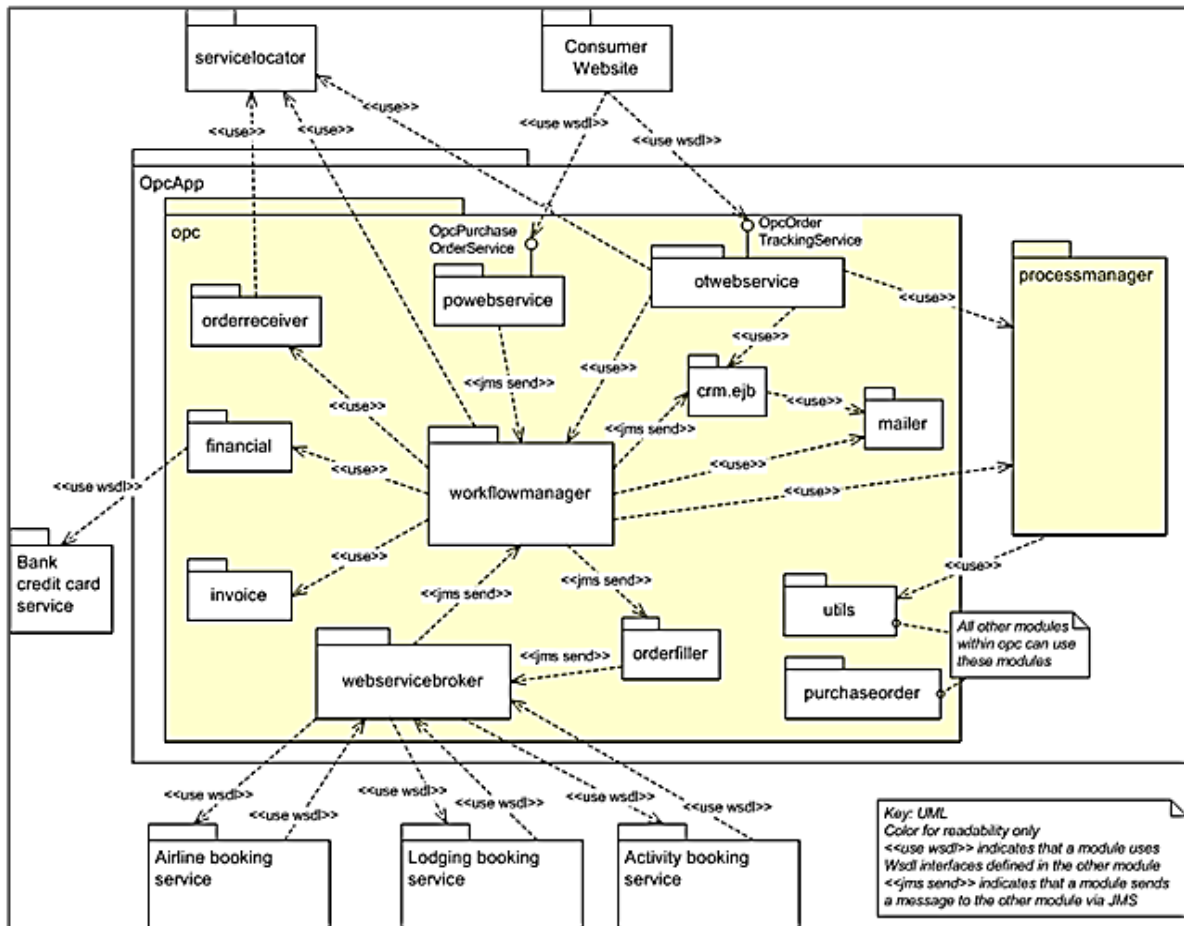 servicelocator
Consumer
Website
<<use>>
<<use>>
<<use>>
<<use wsdl>>
<<use wsdl>>
OpcApp
opc
OpcPurchase
OrderService
OpcOrder
TrackingService
processmanager
powebservice
otwebservice
orderreceiver
<<use>>
<<use>>
<<jms send>>
<<use>>
crm.ejb
<<use>>
mailer
<<use>>
<<jms send>>
financial
<<use>>
workflowmanager
<<use>>
<<use>>
<<use wsdl>>
Bank
credit card
service
invoice
<<use>>
<<jms send>>
<<jms send>>
<<use>>
utils
All other modules
within opc can use
these modules
orderfiller
<<jms send>>
webservicebroker
purchaseorder
<<use wsdl>>
<<use wsdl>>
<<use wsdl>>
<<use wsdl>>
<<use wsdl>>
<<use wsdl>>
Airline booking
service
Lodging booking
service
Activity booking
service
Key: UML
Color for readability only
<<use wsdl>> indicates that a module uses
Wsdl interfaces defined in the other module
<<jms send>> indicates that a module sends
a message to the other module via JMS